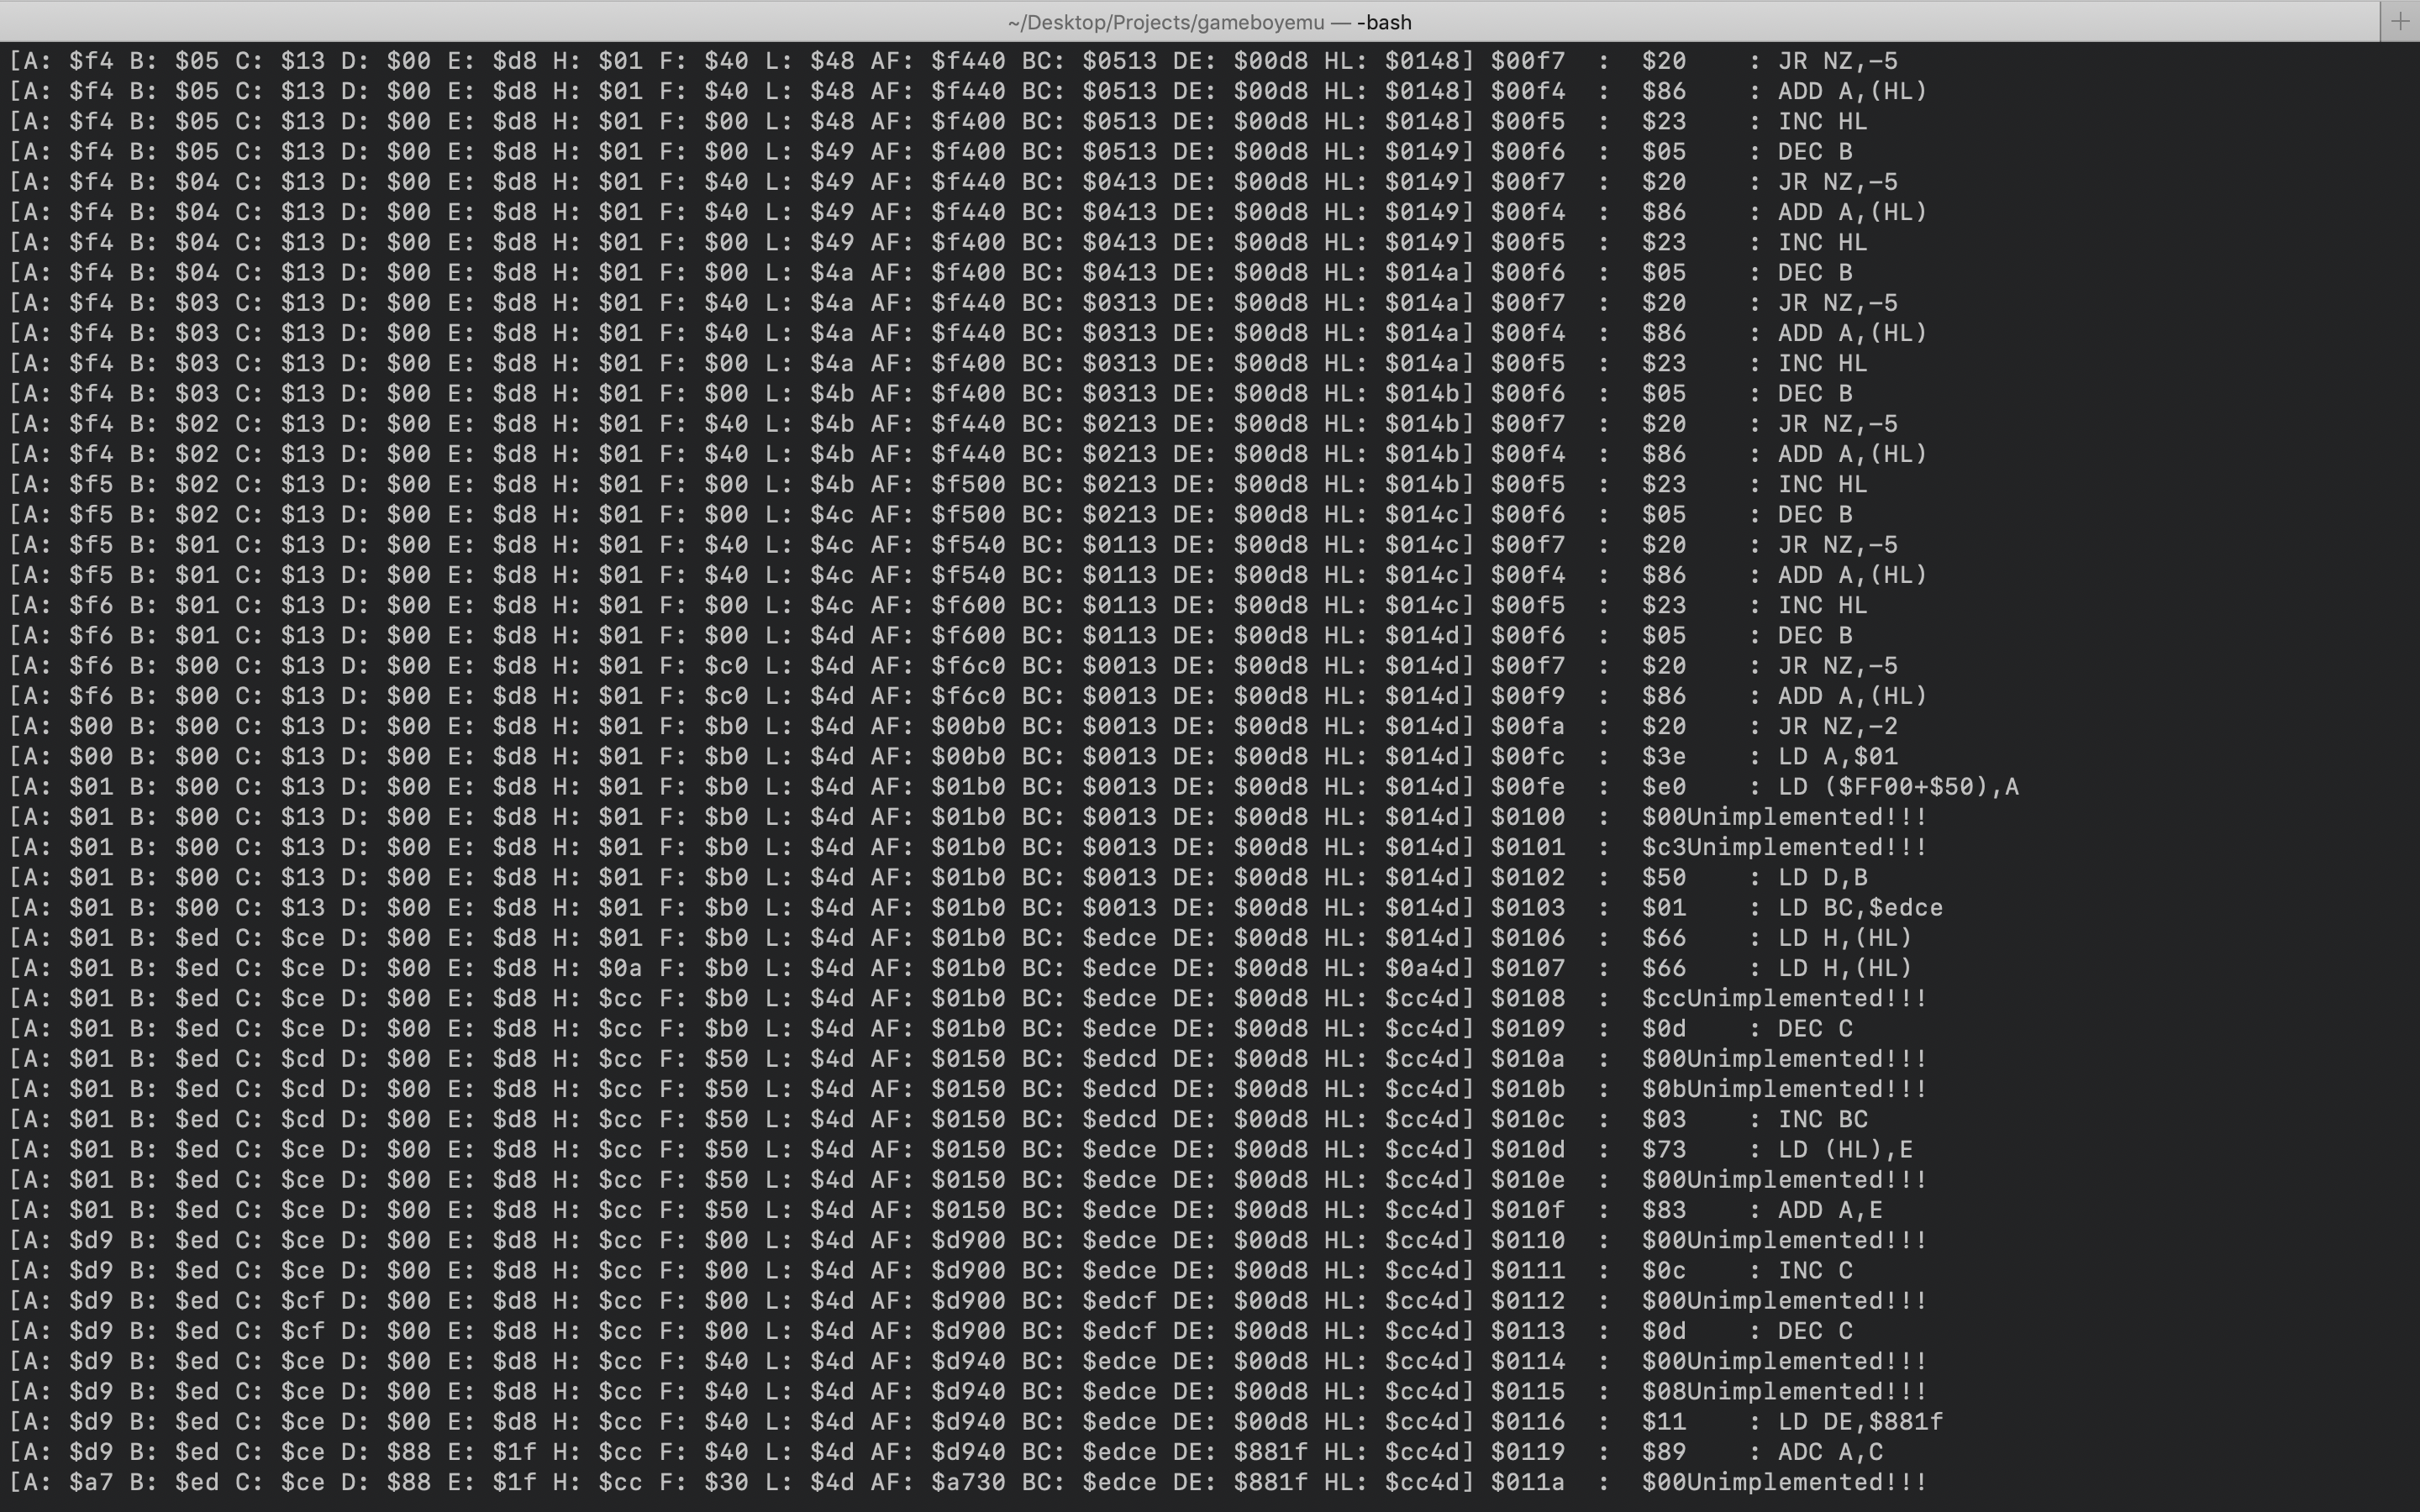 ~/Desktop/Projects/gameboyemu — -bash
[A: $f4 B: $05 C: $13 D: $00 E: $d8 H: $01 F: $40 L: $48 AF: $f440 BC: $0513 DE: $00d8 HL: $0148] $00f7  :  $20    : JR NZ,-5
[A: $f4 B: $05 C: $13 D: $00 E: $d8 H: $01 F: $40 L: $48 AF: $f440 BC: $0513 DE: $00d8 HL: $0148] $00f4  :  $86    : ADD A,(HL)
[A: $f4 B: $05 C: $13 D: $00 E: $d8 H: $01 F: $00 L: $48 AF: $f400 BC: $0513 DE: $00d8 HL: $0148] $00f5  :  $23    : INC HL
[A: $f4 B: $05 C: $13 D: $00 E: $d8 H: $01 F: $00 L: $49 AF: $f400 BC: $0513 DE: $00d8 HL: $0149] $00f6  :  $05    : DEC B
[A: $f4 B: $04 C: $13 D: $00 E: $d8 H: $01 F: $40 L: $49 AF: $f440 BC: $0413 DE: $00d8 HL: $0149] $00f7  :  $20    : JR NZ,-5
[A: $f4 B: $04 C: $13 D: $00 E: $d8 H: $01 F: $40 L: $49 AF: $f440 BC: $0413 DE: $00d8 HL: $0149] $00f4  :  $86    : ADD A,(HL)
[A: $f4 B: $04 C: $13 D: $00 E: $d8 H: $01 F: $00 L: $49 AF: $f400 BC: $0413 DE: $00d8 HL: $0149] $00f5  :  $23    : INC HL
[A: $f4 B: $04 C: $13 D: $00 E: $d8 H: $01 F: $00 L: $4a AF: $f400 BC: $0413 DE: $00d8 HL: $014a] $00f6  :  $05    : DEC B
[A: $f4 B: $03 C: $13 D: $00 E: $d8 H: $01 F: $40 L: $4a AF: $f440 BC: $0313 DE: $00d8 HL: $014a] $00f7  :  $20    : JR NZ,-5
[A: $f4 B: $03 C: $13 D: $00 E: $d8 H: $01 F: $40 L: $4a AF: $f440 BC: $0313 DE: $00d8 HL: $014a] $00f4  :  $86    : ADD A,(HL)
[A: $f4 B: $03 C: $13 D: $00 E: $d8 H: $01 F: $00 L: $4a AF: $f400 BC: $0313 DE: $00d8 HL: $014a] $00f5  :  $23    : INC HL
[A: $f4 B: $03 C: $13 D: $00 E: $d8 H: $01 F: $00 L: $4b AF: $f400 BC: $0313 DE: $00d8 HL: $014b] $00f6  :  $05    : DEC B
[A: $f4 B: $02 C: $13 D: $00 E: $d8 H: $01 F: $40 L: $4b AF: $f440 BC: $0213 DE: $00d8 HL: $014b] $00f7  :  $20    : JR NZ,-5
[A: $f4 B: $02 C: $13 D: $00 E: $d8 H: $01 F: $40 L: $4b AF: $f440 BC: $0213 DE: $00d8 HL: $014b] $00f4  :  $86    : ADD A,(HL)
[A: $f5 B: $02 C: $13 D: $00 E: $d8 H: $01 F: $00 L: $4b AF: $f500 BC: $0213 DE: $00d8 HL: $014b] $00f5  :  $23    : INC HL
[A: $f5 B: $02 C: $13 D: $00 E: $d8 H: $01 F: $00 L: $4c AF: $f500 BC: $0213 DE: $00d8 HL: $014c] $00f6  :  $05    : DEC B
[A: $f5 B: $01 C: $13 D: $00 E: $d8 H: $01 F: $40 L: $4c AF: $f540 BC: $0113 DE: $00d8 HL: $014c] $00f7  :  $20    : JR NZ,-5
[A: $f5 B: $01 C: $13 D: $00 E: $d8 H: $01 F: $40 L: $4c AF: $f540 BC: $0113 DE: $00d8 HL: $014c] $00f4  :  $86    : ADD A,(HL)
[A: $f6 B: $01 C: $13 D: $00 E: $d8 H: $01 F: $00 L: $4c AF: $f600 BC: $0113 DE: $00d8 HL: $014c] $00f5  :  $23    : INC HL
[A: $f6 B: $01 C: $13 D: $00 E: $d8 H: $01 F: $00 L: $4d AF: $f600 BC: $0113 DE: $00d8 HL: $014d] $00f6  :  $05    : DEC B
[A: $f6 B: $00 C: $13 D: $00 E: $d8 H: $01 F: $c0 L: $4d AF: $f6c0 BC: $0013 DE: $00d8 HL: $014d] $00f7  :  $20    : JR NZ,-5
[A: $f6 B: $00 C: $13 D: $00 E: $d8 H: $01 F: $c0 L: $4d AF: $f6c0 BC: $0013 DE: $00d8 HL: $014d] $00f9  :  $86    : ADD A,(HL)
[A: $00 B: $00 C: $13 D: $00 E: $d8 H: $01 F: $b0 L: $4d AF: $00b0 BC: $0013 DE: $00d8 HL: $014d] $00fa  :  $20    : JR NZ,-2
[A: $00 B: $00 C: $13 D: $00 E: $d8 H: $01 F: $b0 L: $4d AF: $00b0 BC: $0013 DE: $00d8 HL: $014d] $00fc  :  $3e    : LD A,$01
[A: $01 B: $00 C: $13 D: $00 E: $d8 H: $01 F: $b0 L: $4d AF: $01b0 BC: $0013 DE: $00d8 HL: $014d] $00fe  :  $e0    : LD ($FF00+$50),A
[A: $01 B: $00 C: $13 D: $00 E: $d8 H: $01 F: $b0 L: $4d AF: $01b0 BC: $0013 DE: $00d8 HL: $014d] $0100  :  $00Unimplemented!!!
[A: $01 B: $00 C: $13 D: $00 E: $d8 H: $01 F: $b0 L: $4d AF: $01b0 BC: $0013 DE: $00d8 HL: $014d] $0101  :  $c3Unimplemented!!!
[A: $01 B: $00 C: $13 D: $00 E: $d8 H: $01 F: $b0 L: $4d AF: $01b0 BC: $0013 DE: $00d8 HL: $014d] $0102  :  $50    : LD D,B
[A: $01 B: $00 C: $13 D: $00 E: $d8 H: $01 F: $b0 L: $4d AF: $01b0 BC: $0013 DE: $00d8 HL: $014d] $0103  :  $01    : LD BC,$edce
[A: $01 B: $ed C: $ce D: $00 E: $d8 H: $01 F: $b0 L: $4d AF: $01b0 BC: $edce DE: $00d8 HL: $014d] $0106  :  $66    : LD H,(HL)
[A: $01 B: $ed C: $ce D: $00 E: $d8 H: $0a F: $b0 L: $4d AF: $01b0 BC: $edce DE: $00d8 HL: $0a4d] $0107  :  $66    : LD H,(HL)
[A: $01 B: $ed C: $ce D: $00 E: $d8 H: $cc F: $b0 L: $4d AF: $01b0 BC: $edce DE: $00d8 HL: $cc4d] $0108  :  $ccUnimplemented!!!
[A: $01 B: $ed C: $ce D: $00 E: $d8 H: $cc F: $b0 L: $4d AF: $01b0 BC: $edce DE: $00d8 HL: $cc4d] $0109  :  $0d    : DEC C
[A: $01 B: $ed C: $cd D: $00 E: $d8 H: $cc F: $50 L: $4d AF: $0150 BC: $edcd DE: $00d8 HL: $cc4d] $010a  :  $00Unimplemented!!!
[A: $01 B: $ed C: $cd D: $00 E: $d8 H: $cc F: $50 L: $4d AF: $0150 BC: $edcd DE: $00d8 HL: $cc4d] $010b  :  $0bUnimplemented!!!
[A: $01 B: $ed C: $cd D: $00 E: $d8 H: $cc F: $50 L: $4d AF: $0150 BC: $edcd DE: $00d8 HL: $cc4d] $010c  :  $03    : INC BC
[A: $01 B: $ed C: $ce D: $00 E: $d8 H: $cc F: $50 L: $4d AF: $0150 BC: $edce DE: $00d8 HL: $cc4d] $010d  :  $73    : LD (HL),E
[A: $01 B: $ed C: $ce D: $00 E: $d8 H: $cc F: $50 L: $4d AF: $0150 BC: $edce DE: $00d8 HL: $cc4d] $010e  :  $00Unimplemented!!!
[A: $01 B: $ed C: $ce D: $00 E: $d8 H: $cc F: $50 L: $4d AF: $0150 BC: $edce DE: $00d8 HL: $cc4d] $010f  :  $83    : ADD A,E
[A: $d9 B: $ed C: $ce D: $00 E: $d8 H: $cc F: $00 L: $4d AF: $d900 BC: $edce DE: $00d8 HL: $cc4d] $0110  :  $00Unimplemented!!!
[A: $d9 B: $ed C: $ce D: $00 E: $d8 H: $cc F: $00 L: $4d AF: $d900 BC: $edce DE: $00d8 HL: $cc4d] $0111  :  $0c    : INC C
[A: $d9 B: $ed C: $cf D: $00 E: $d8 H: $cc F: $00 L: $4d AF: $d900 BC: $edcf DE: $00d8 HL: $cc4d] $0112  :  $00Unimplemented!!!
[A: $d9 B: $ed C: $cf D: $00 E: $d8 H: $cc F: $00 L: $4d AF: $d900 BC: $edcf DE: $00d8 HL: $cc4d] $0113  :  $0d    : DEC C
[A: $d9 B: $ed C: $ce D: $00 E: $d8 H: $cc F: $40 L: $4d AF: $d940 BC: $edce DE: $00d8 HL: $cc4d] $0114  :  $00Unimplemented!!!
[A: $d9 B: $ed C: $ce D: $00 E: $d8 H: $cc F: $40 L: $4d AF: $d940 BC: $edce DE: $00d8 HL: $cc4d] $0115  :  $08Unimplemented!!!
[A: $d9 B: $ed C: $ce D: $00 E: $d8 H: $cc F: $40 L: $4d AF: $d940 BC: $edce DE: $00d8 HL: $cc4d] $0116  :  $11    : LD DE,$881f
[A: $d9 B: $ed C: $ce D: $88 E: $1f H: $cc F: $40 L: $4d AF: $d940 BC: $edce DE: $881f HL: $cc4d] $0119  :  $89    : ADC A,C
[A: $a7 B: $ed C: $ce D: $88 E: $1f H: $cc F: $30 L: $4d AF: $a730 BC: $edce DE: $881f HL: $cc4d] $011a  :  $00Unimplemented!!!